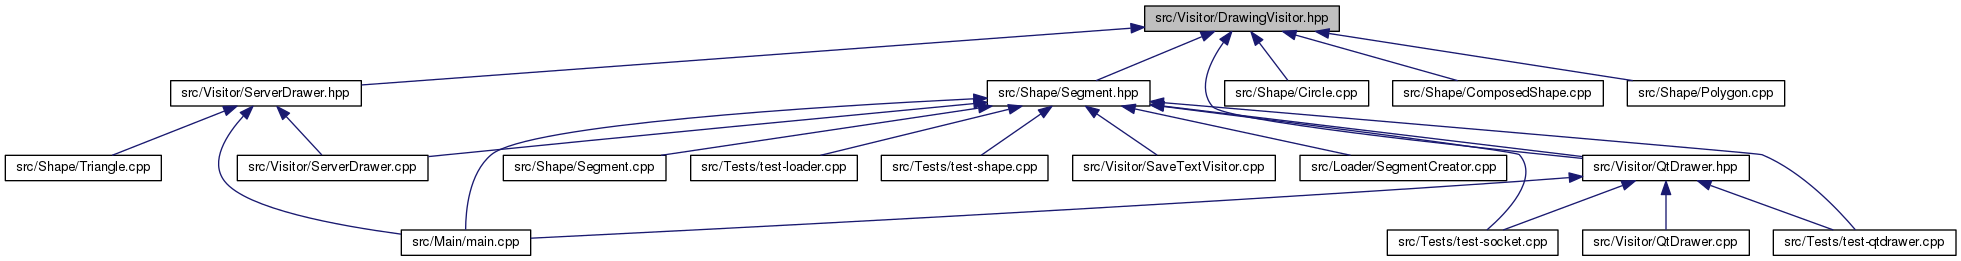 src/Visitor/DrawingVisitor.hpp
src/Visitor/ServerDrawer.hpp
src/Shape/Segment.hpp
src/Shape/Circle.cpp
src/Shape/ComposedShape.cpp
src/Shape/Polygon.cpp
src/Shape/Triangle.cpp
src/Visitor/ServerDrawer.cpp
src/Shape/Segment.cpp
src/Tests/test-loader.cpp
src/Tests/test-shape.cpp
src/Visitor/SaveTextVisitor.cpp
src/Loader/SegmentCreator.cpp
src/Visitor/QtDrawer.hpp
src/Main/main.cpp
src/Tests/test-socket.cpp
src/Visitor/QtDrawer.cpp
src/Tests/test-qtdrawer.cpp